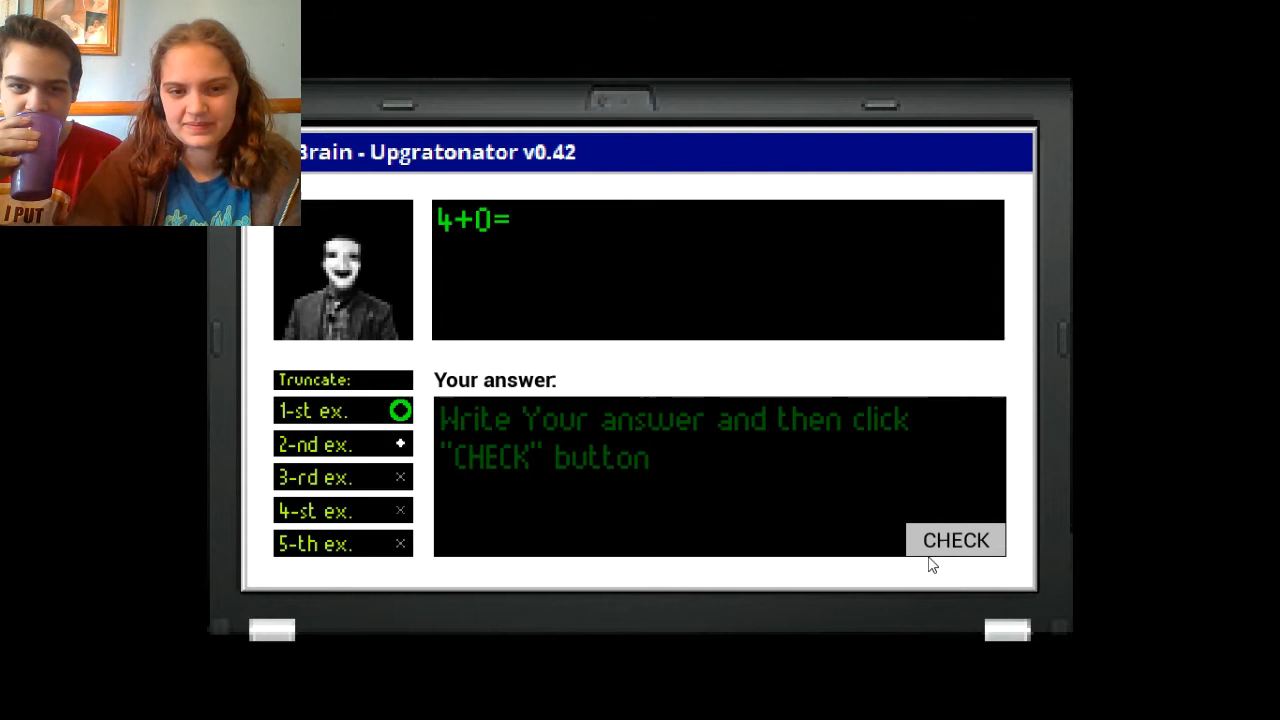 Brain - Upgratonator v0.42
I PUT
4+0=
Truncate:
1-st ex.
2-nd ex.
3-rd ex.
4-st ex.
5-th ex.
Your answer:
Write Your answer and then click
"CHECK" button
CHECK